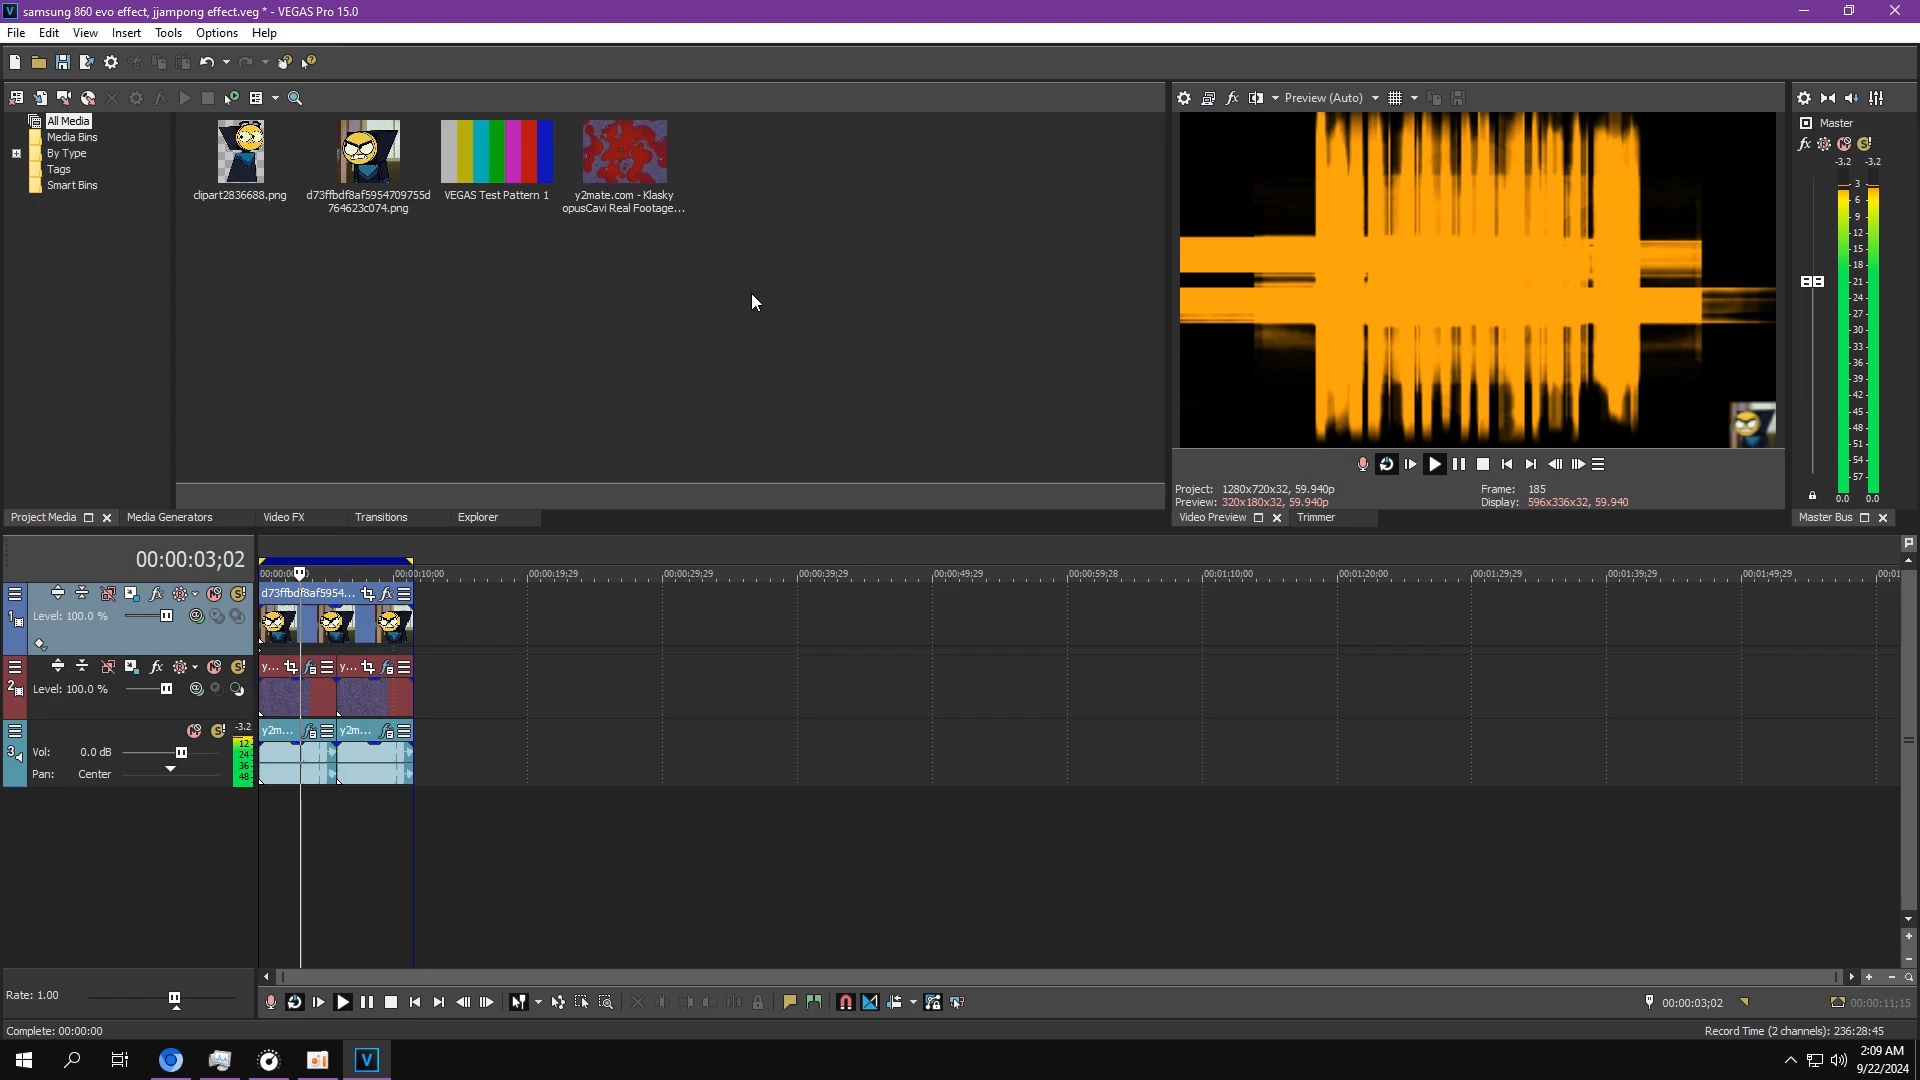 samsung 860 evo effect, jjampong effect.veg * - VEGAS Pro 15.0
File Edit View Insert Tools Options Help
Preview (Auto)
All Media
Media Bins
By Type
Tags
Smart Bins
clipart2836688.png
d73ffbdf8af5954709755d
764623c074.png
VEGAS Test Pattern 1
y2mate.com - Klasky
opusCavi Real Footage...
Master
-3.2 -3.2
3
6
9
12
15
18
21
24
27
30
33
36
39
42
45
48
51
54
57
0.0 0.0
Project: 1280x720x32, 59.940p
Frame: 185
Preview: 320x180x32, 59.940p
Display: 596x336x32, 59.940
Project Media
Media Generators
Video FX
Transitions
Explorer
Video Preview
Trimmer
Master Bus
00:00:03;02
00:00:10;00
00:00:19;29
00:00:29;29
00:00:39;29
00:00:49;29
00:00:59;28
00:01:10;00
00:01:20;00
00:01:29;29
00:01:39;29
00:01:49;29
1
Level: 100.0 %
d73ffbdf8af5954...
2
Level: 100.0 %
y...
y...
3
-3.2
Vol: 0.0 dB
Pan: Center
12
24
36
48
y2m...
y2m...
Rate: 1.00
00:00:03;02
00:00:11;15
Complete: 00:00:00
Record Time (2 channels): 236:28:45
2:09 AM
9/22/2024